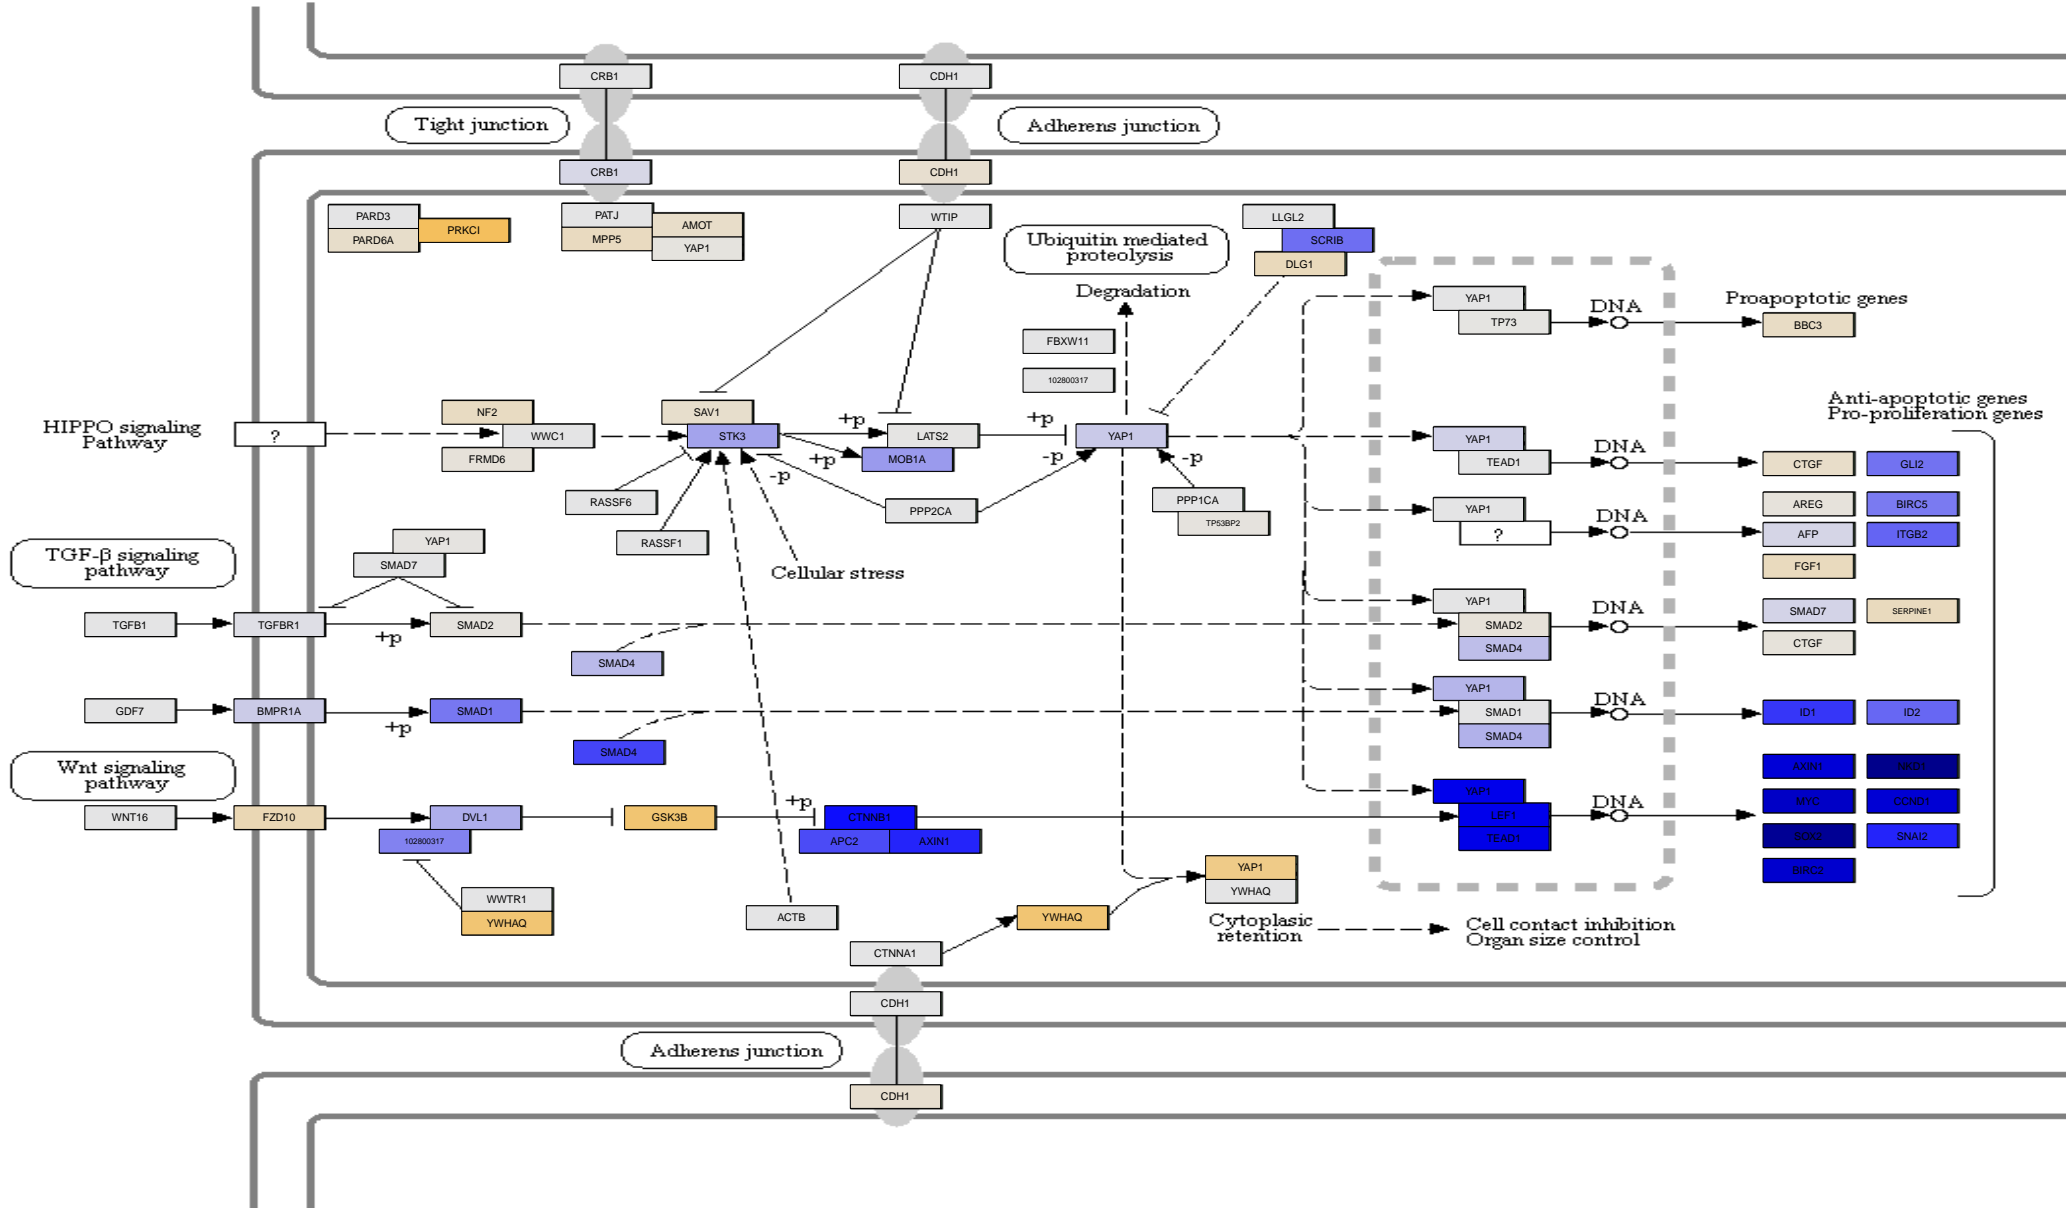 CRB1
CDH1
Tight junction
Adherens junction
CRB1
CDH1
PARD3
PRKCI
PARD6A
PATJ
AMOT
MPP5
YAP1
WTIP
Ubiquitin mediated
proteolysis
LLGL2
SCRIB
DLG1
Degradation
FBXW11
102800317
YAP1
TP73
DNA
Proapoptotic genes
BBC3
Anti-apoptotic genes
Pro-proliferation genes
HIPPO signaling
Pathway
?
NF2
WWC1
FRMD6
SAV1
STK3
+p
+p
LATS2
MOB1A
+p
YAP1
-p
-p
-p
YAP1
TEAD1
DNA
CTGF
GLI2
RASSF6
RASSF1
PPP2CA
PPP1CA
TP53BP2
YAP1
?
DNA
AREG
BIRC5
AFP
ITGB2
FGF1
Cellular stress
TGF-β signaling
pathway
YAP1
SMAD7
TGFB1
TGFBR1
+p
SMAD2
SMAD4
YAP1
SMAD2
SMAD4
DNA
SMAD7
SERPINE1
CTGF
GDF7
BMPR1A
+p
SMAD1
SMAD4
YAP1
SMAD1
SMAD4
DNA
ID1
ID2
Wnt signaling
pathway
WNT16
FZD10
DVL1
102800317
GSK3B
+p
CTNNB1
APC2
AXIN1
YAP1
LEF1
TEAD1
DNA
AXIN1
NKD1
MYC
CCND1
SOX2
SNAI2
BIRC2
WWTR1
YWHAQ
ACTB
YWHAQ
YAP1
YWHAQ
Cytoplasic
retention
Cell contact inhibition
Organ size control
CTNNA1
CDH1
Adherens junction
CDH1